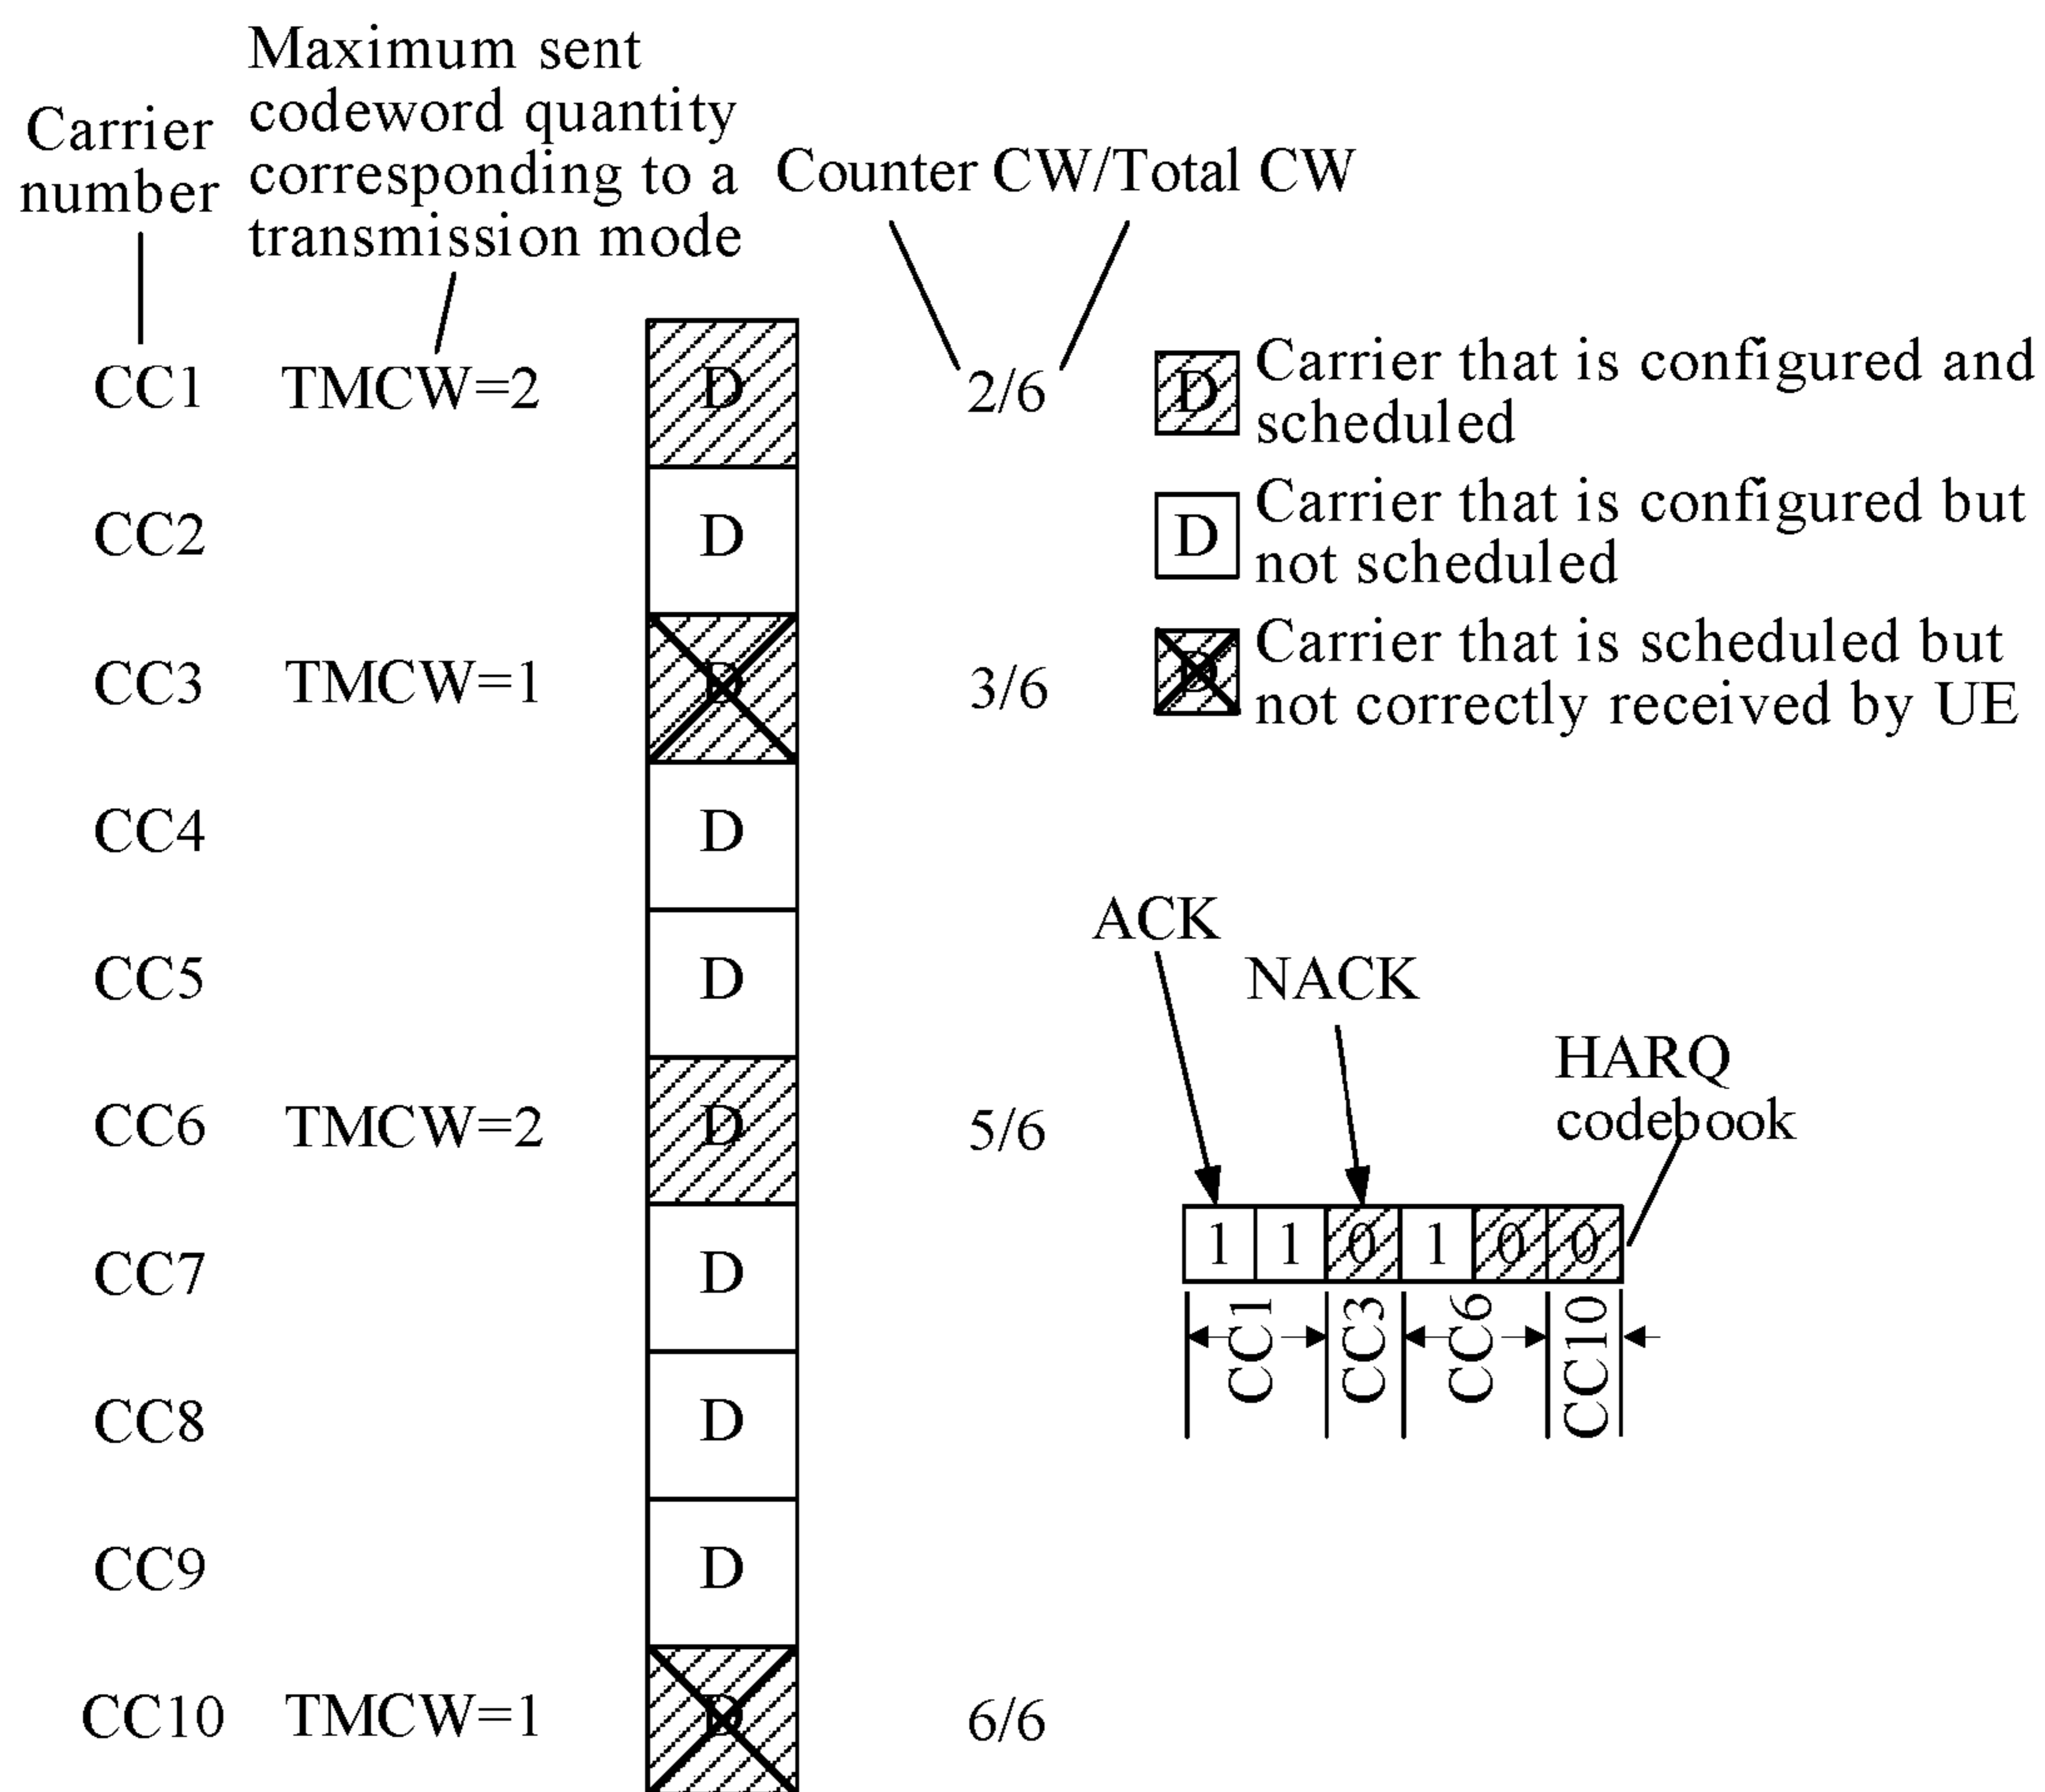 Maximum sent
codeword quantity
corresponding to a
transmission mode
Carrier
number
Counter CW/Total CW
CC1 TMCW=2 D 2/6
CC2 D
CC3 TMCW=1 D 3/6
CC4 D
CC5 D
CC6 TMCW=2 D 5/6
CC7 D
CC8 D
CC9 D
CC10 TMCW=1 D 6/6
D Carrier that is configured and
scheduled
D Carrier that is configured but
not scheduled
D Carrier that is scheduled but
not correctly received by UE
ACK
NACK
HARQ
codebook
1 1 0 1 0 0
CC1 CC3 CC6 CC10